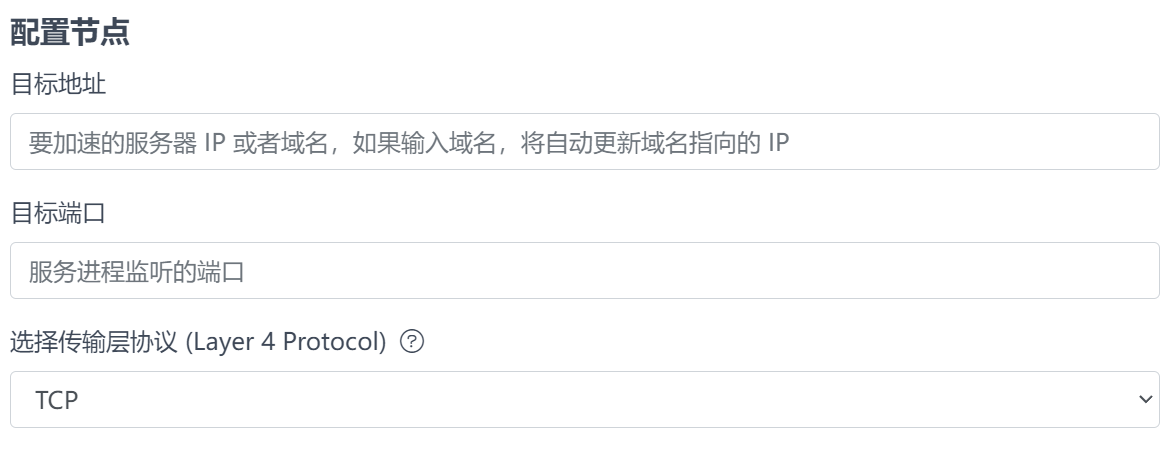 配置节点
目标地址
要加速的服务器 IP 或者域名，如果输入域名，将自动更新域名指向的 IP
目标端口
服务进程监听的端口
选择传输层协议 (Layer 4 Protocol) ?
TCP